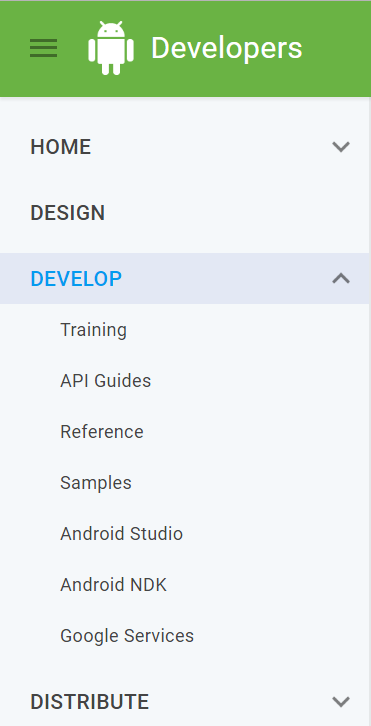 Developers
HOME
DESIGN
DEVELOP
Training
API Guides
Reference
Samples
Android Studio
Android NDK
Google Services
DISTRIBUTE